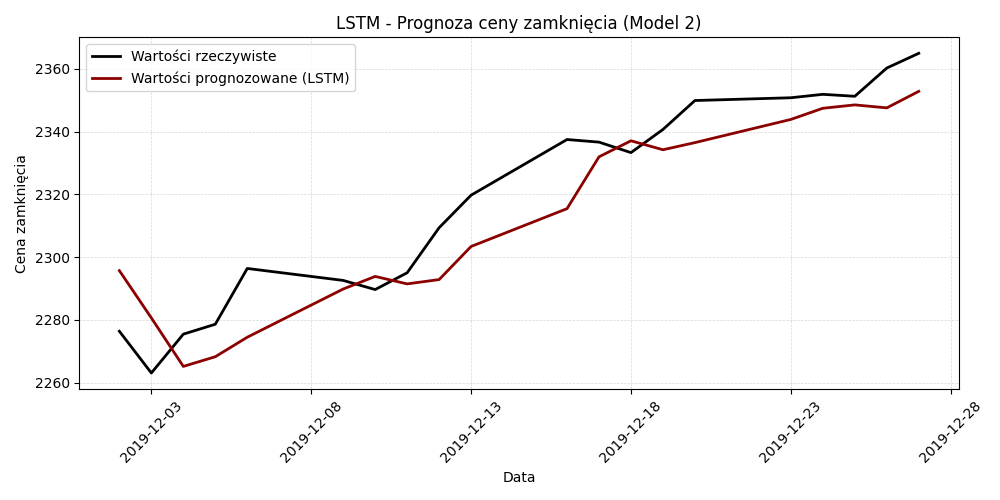 LSTM - Prognoza ceny zamknięcia (Model 2)
Wartości rzeczywiste
Wartości prognozowane (LSTM)
Cena zamknięcia
2360
2340
2320
2300
2280
2260
2019-12-03
2019-12-08
2019-12-13
2019-12-18
2019-12-23
2019-12-28
Data